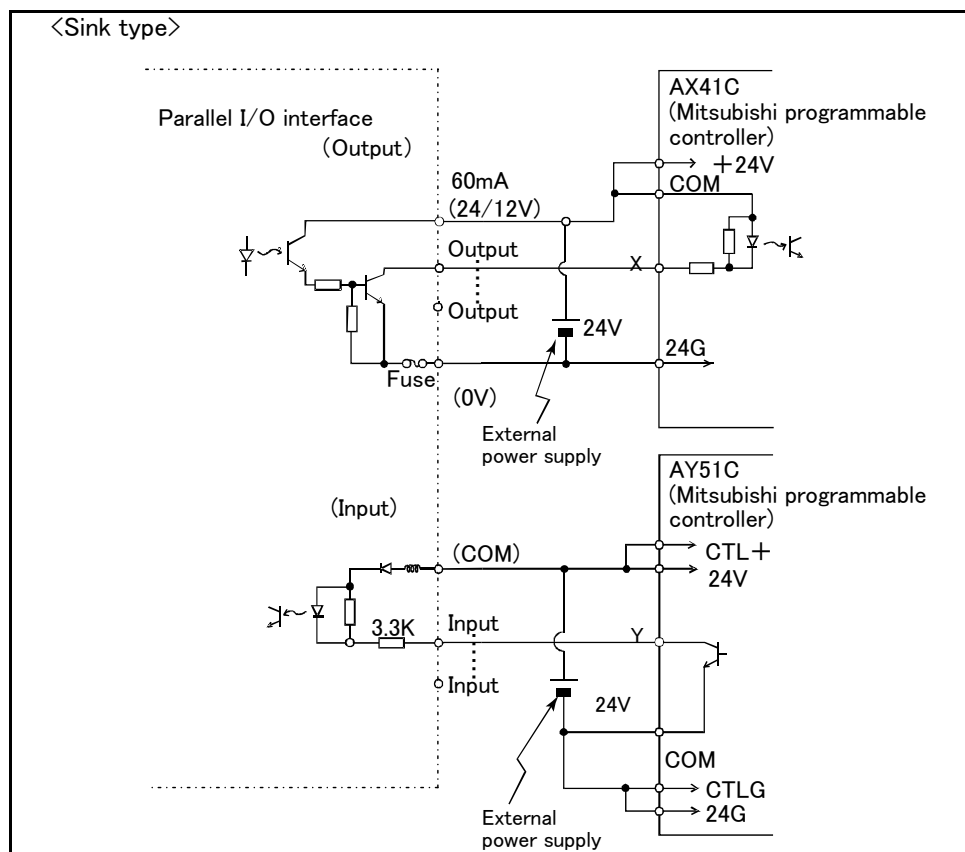 <Sink type>
Parallel I/O interface
(Output)
AX41C
(Mitsubishi programmable
controller)
+24V
COM
60mA
(24/12V)
Output
X
Output
24V
24G
Fuse
(0V)
External
power supply
AY51C
(Mitsubishi programmable
controller)
(Input)
(COM)
CTL+
24V
3.3K
Input
Y
Input
24V
COM
CTLG
24G
External
power supply